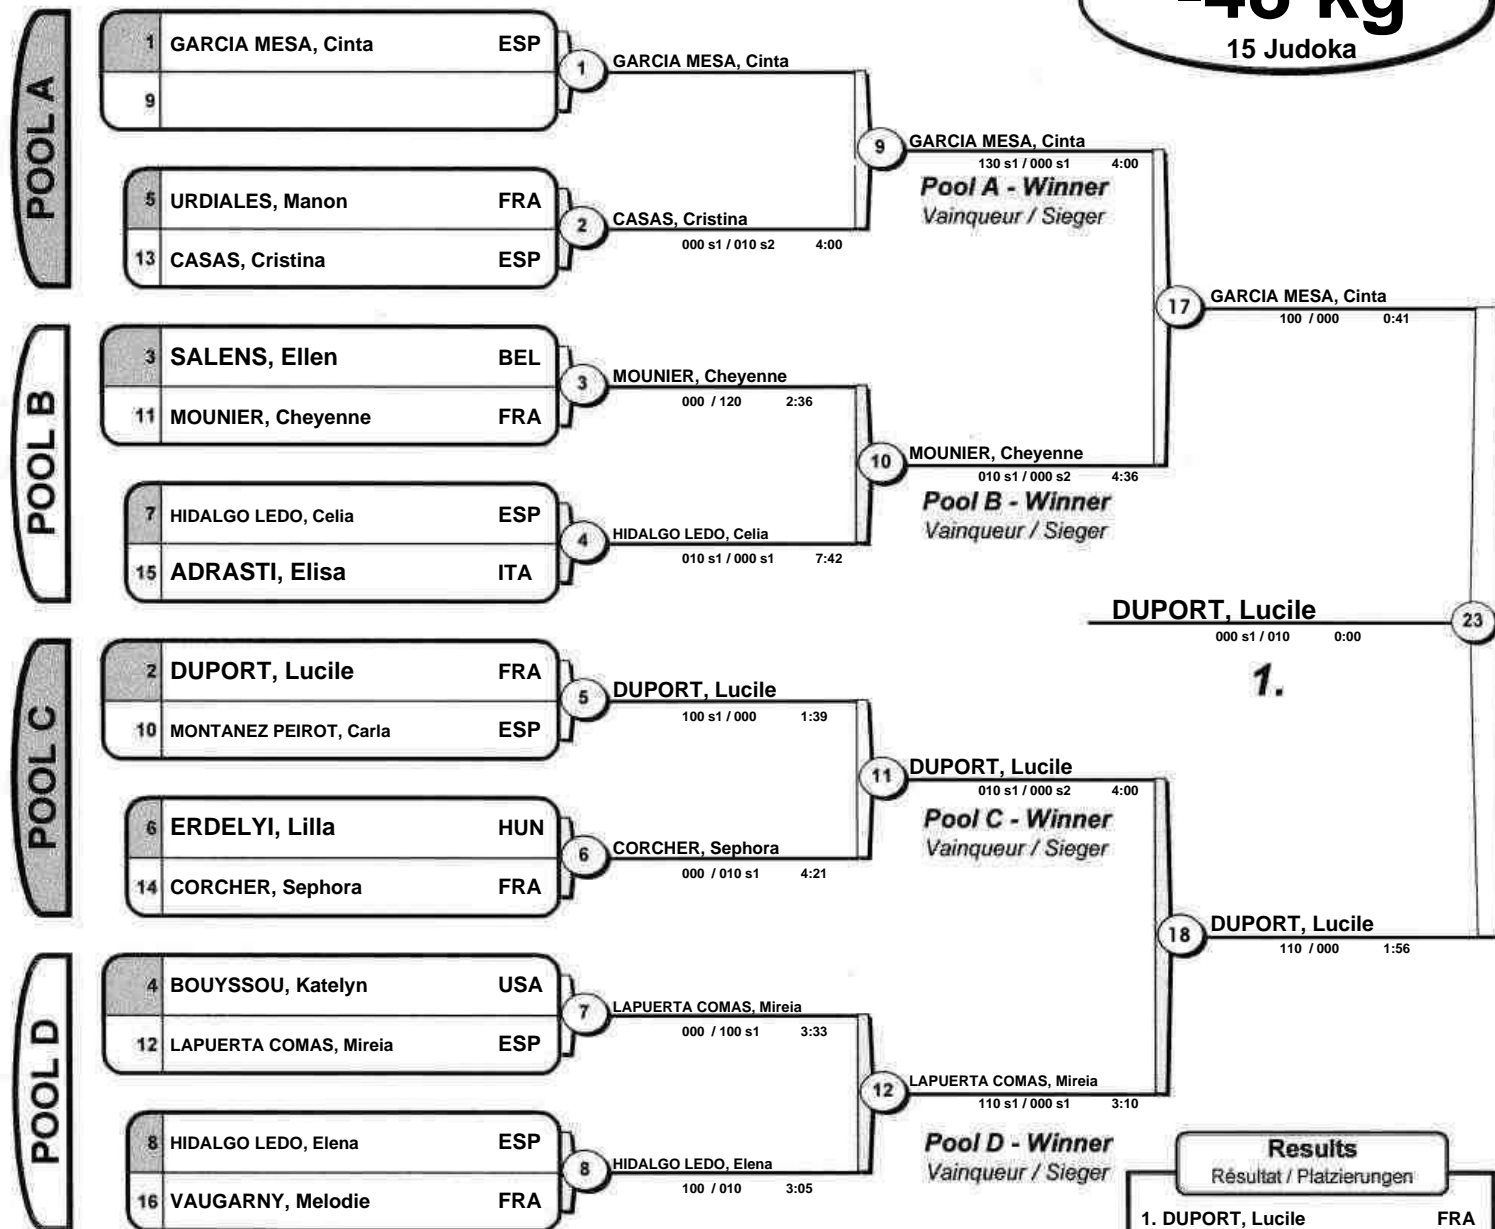 -48 kg
15 Judoka
POOL A
1 GARCIA MESA, Cinta ESP
9
1
GARCIA MESA, Cinta
5 URDIALES, Manon FRA
13 CASAS, Cristina ESP
2
CASAS, Cristina
000 s1 / 010 s2 4:00
9
GARCIA MESA, Cinta
130 s1 / 000 s1 4:00
Pool A - Winner
Vainqueur / Sieger
POOL B
3 SALENS, Ellen BEL
11 MOUNIER, Cheyenne FRA
3
MOUNIER, Cheyenne
000 / 120 2:36
7 HIDALGO LEDO, Celia ESP
15 ADRASTI, Elisa ITA
4
HIDALGO LEDO, Celia
010 s1 / 000 s1 7:42
10
MOUNIER, Cheyenne
010 s1 / 000 s2 4:36
Pool B - Winner
Vainqueur / Sieger
17
GARCIA MESA, Cinta
100 / 000 0:41
DUPORT, Lucile
000 s1 / 010 0:00
23
1.
POOL C
2 DUPORT, Lucile FRA
10 MONTANEZ PEIROT, Carla ESP
5
DUPORT, Lucile
100 s1 / 000 1:39
6 ERDELYI, Lilla HUN
14 CORCHER, Sephora FRA
6
CORCHER, Sephora
000 / 010 s1 4:21
11
DUPORT, Lucile
010 s1 / 000 s2 4:00
Pool C - Winner
Vainqueur / Sieger
POOL D
4 BOUYSSOU, Katelyn USA
12 LAPUERTA COMAS, Mireia ESP
7
LAPUERTA COMAS, Mireia
000 / 100 s1 3:33
8 HIDALGO LEDO, Elena ESP
16 VAUGARNY, Melodie FRA
8
HIDALGO LEDO, Elena
100 / 010 3:05
12
LAPUERTA COMAS, Mireia
110 s1 / 000 s1 3:10
Pool D - Winner
Vainqueur / Sieger
18
DUPORT, Lucile
110 / 000 1:56
Results
Résultat / Platzierungen
1. DUPORT, Lucile FRA